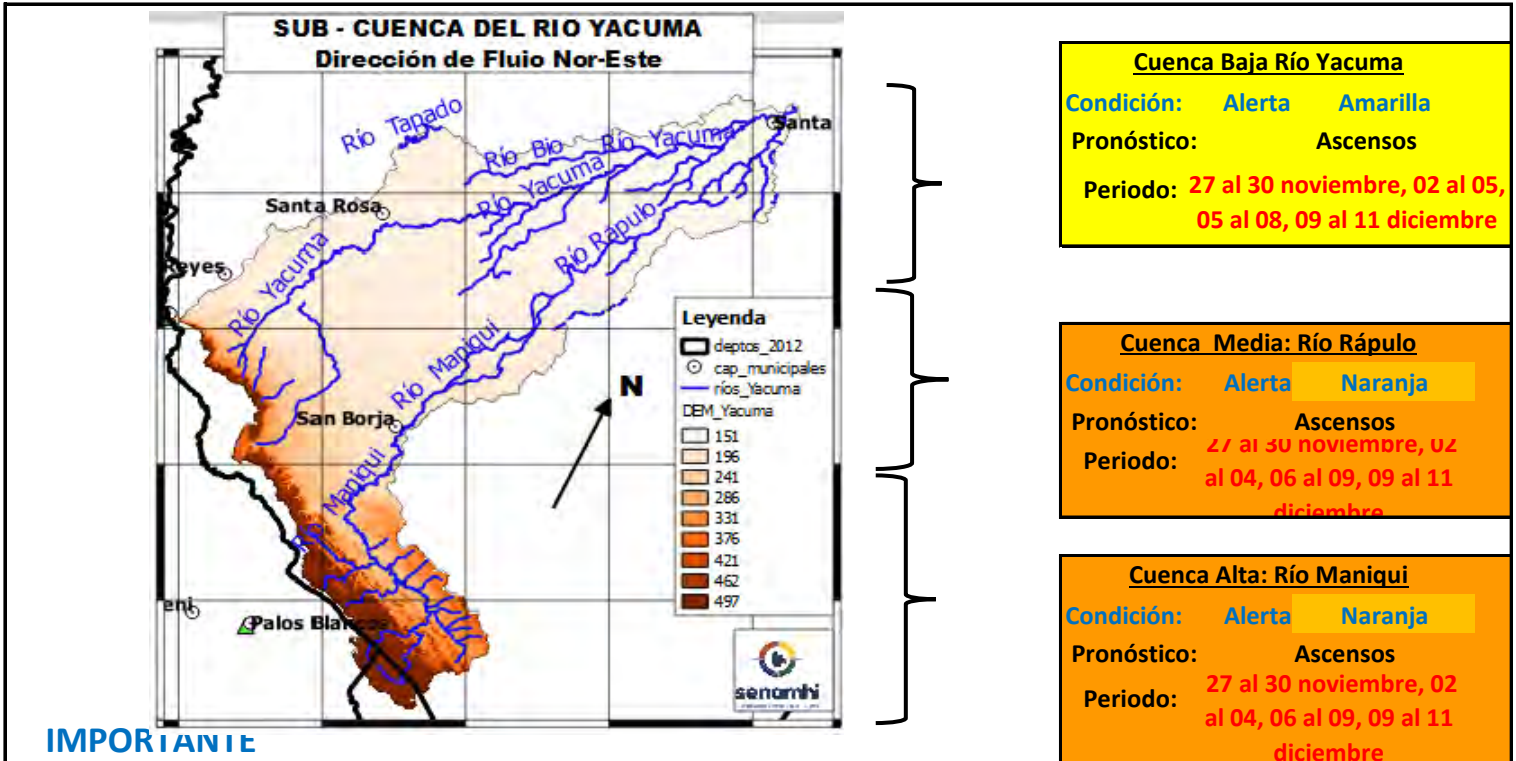 SUB - CUENCA DEL RIO YACUMA
Dirección de Fluio Nor-Este
Río Tapado
Río Bio
Río Yacuma
Santa
Río Yacuma
Santa Rosa
Río Rápulo
Reyes
Río Yacuma
Río Maniquí
San Borja
Río Maniqui
eni
Palos Blancos
N
Leyenda
deptos_2012
cap_municipales
ríos_Yacuma
DEM_Yacuma
151
196
241
286
331
376
421
462
497
senamhi
Cuenca Baja Río Yacuma
Condición: Alerta Amarilla
Pronóstico: Ascensos
Periodo: 27 al 30 noviembre, 02 al 05,
05 al 08, 09 al 11 diciembre
Cuenca Media: Río Rápulo
Condición: Alerta Naranja
Pronóstico: Ascensos
Periodo: 27 al 30 noviembre, 02
al 04, 06 al 09, 09 al 11
diciembre
Cuenca Alta: Río Maniqui
Condición: Alerta Naranja
Pronóstico: Ascensos
Periodo: 27 al 30 noviembre, 02
al 04, 06 al 09, 09 al 11
diciembre
IMPORTANTE